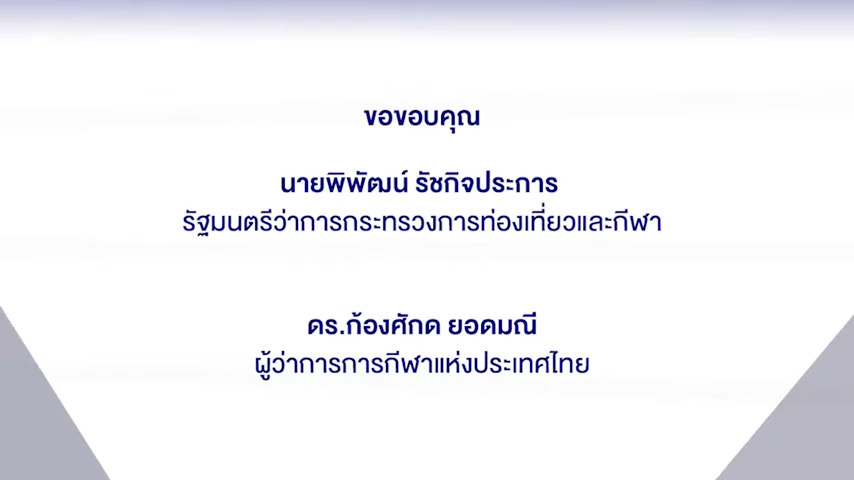 ขอขอบคุณ
นายพิพัฒน์ รัชกิจประการ
รัฐมนตรีว่าการกระทรวงการท่องเที่ยวและกีฬา
ดร.ก้องศักด ยอดมณี
ผู้ว่าการการกีฬาแห่งประเทศไทย